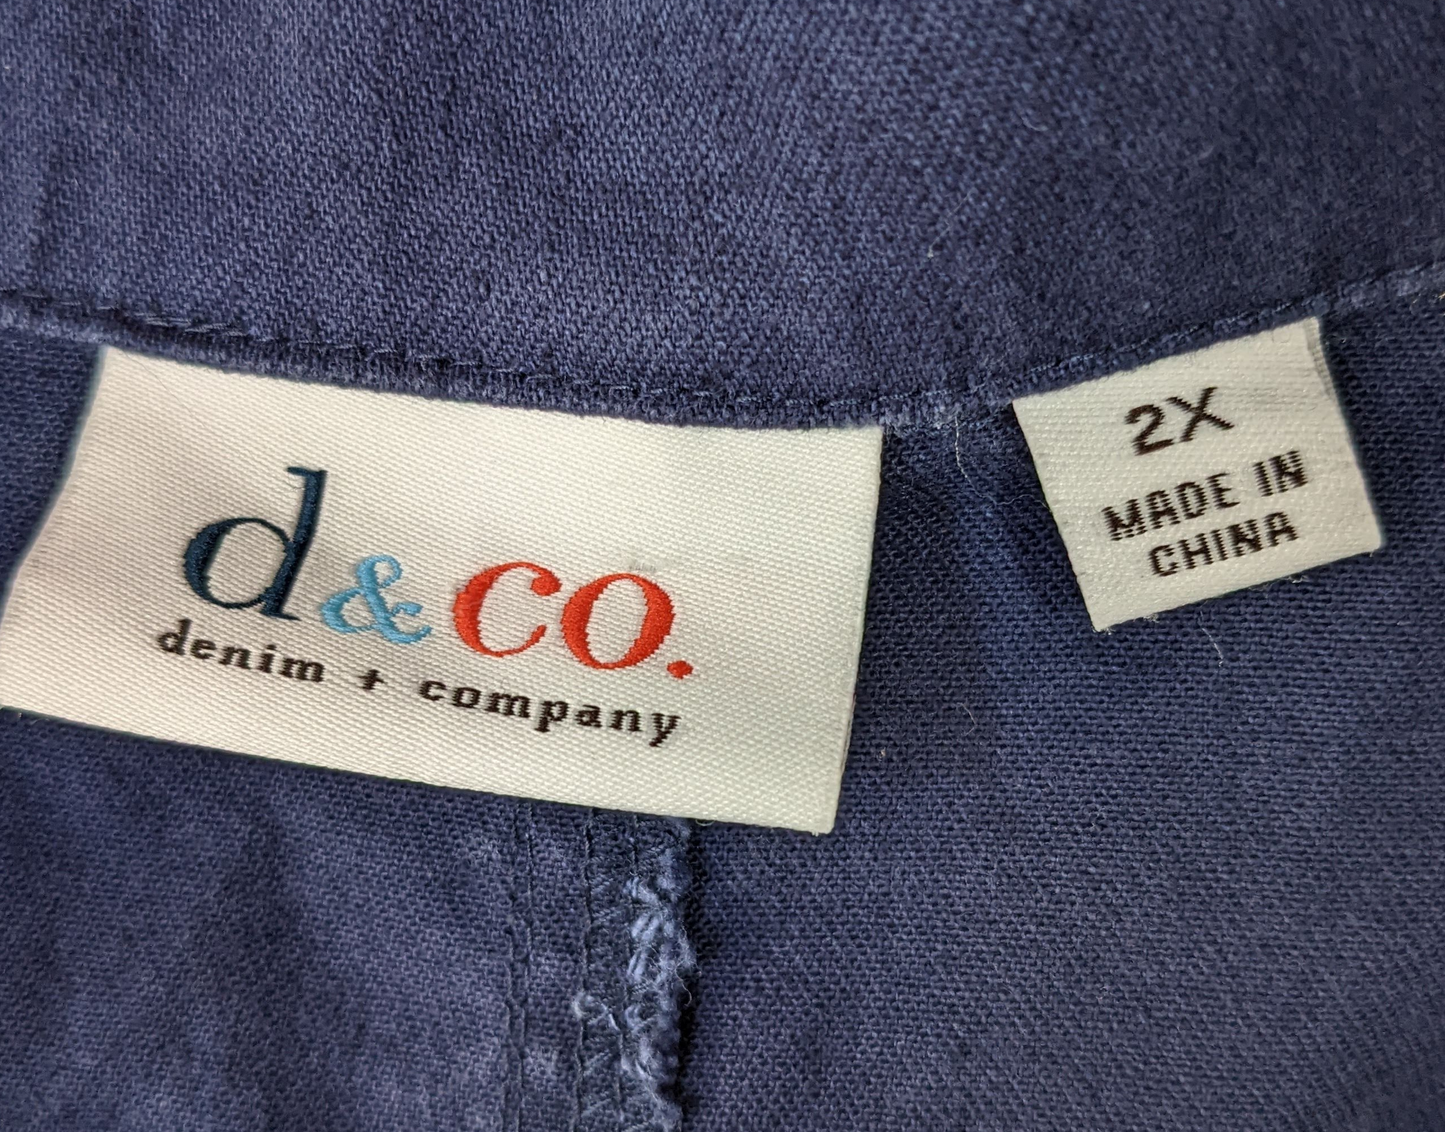 d&co.
denim + company
2X
MADE IN
CHINA